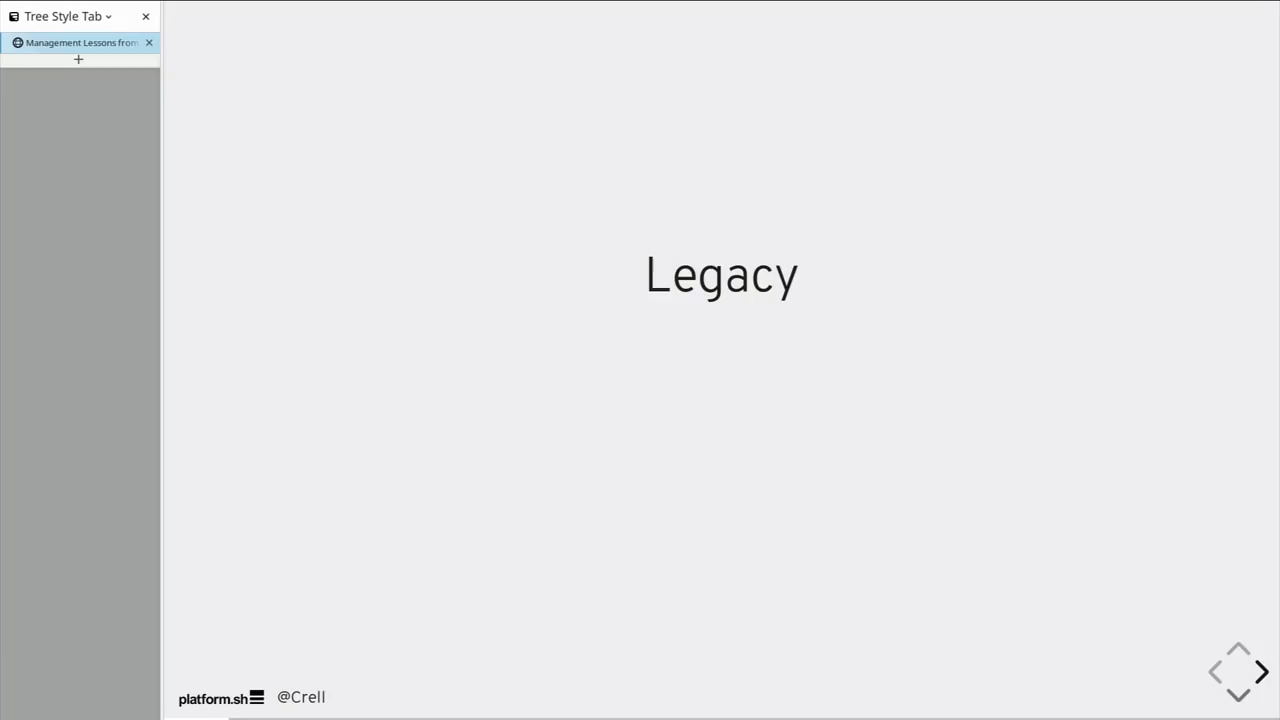 Tree Style Tab
Management Lessons from
Legacy
platform.sh @Crell